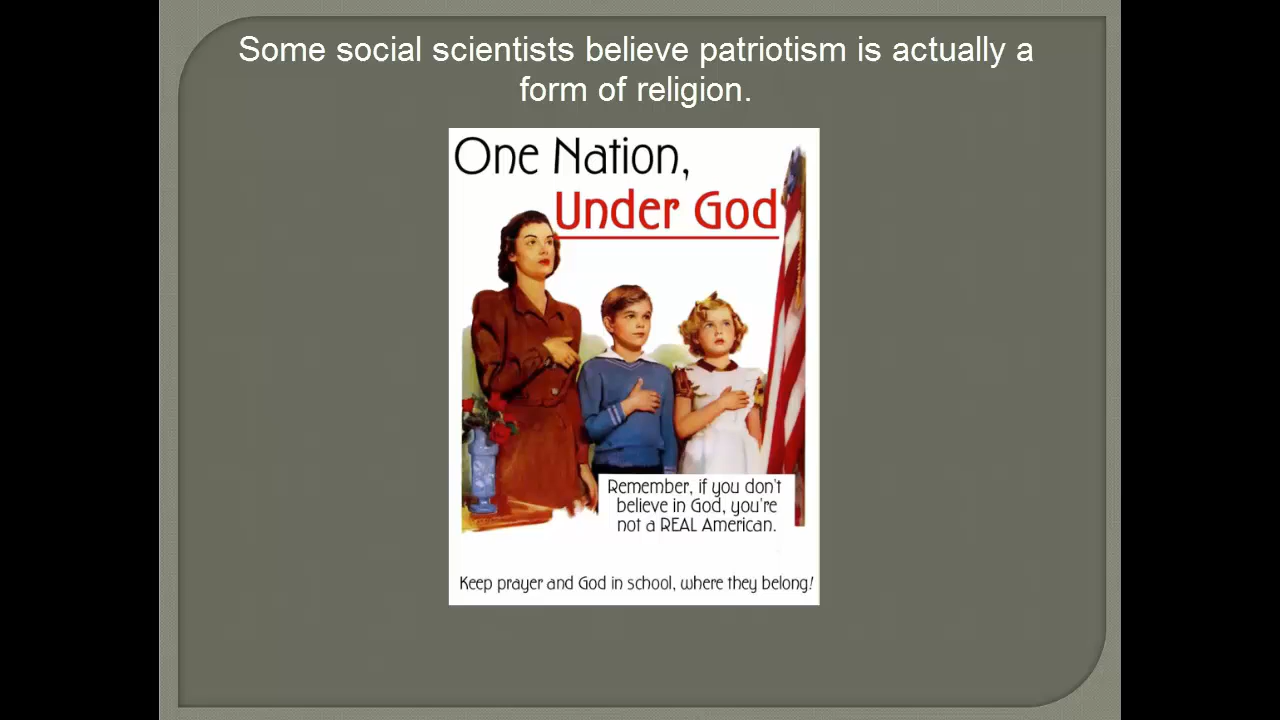 Some social scientists believe patriotism is actually a
form of religion.
One Nation,
Under God
Remember, if you don't
believe in God, you're
not a REAL American.
Keep prayer and God in school, where they belong!